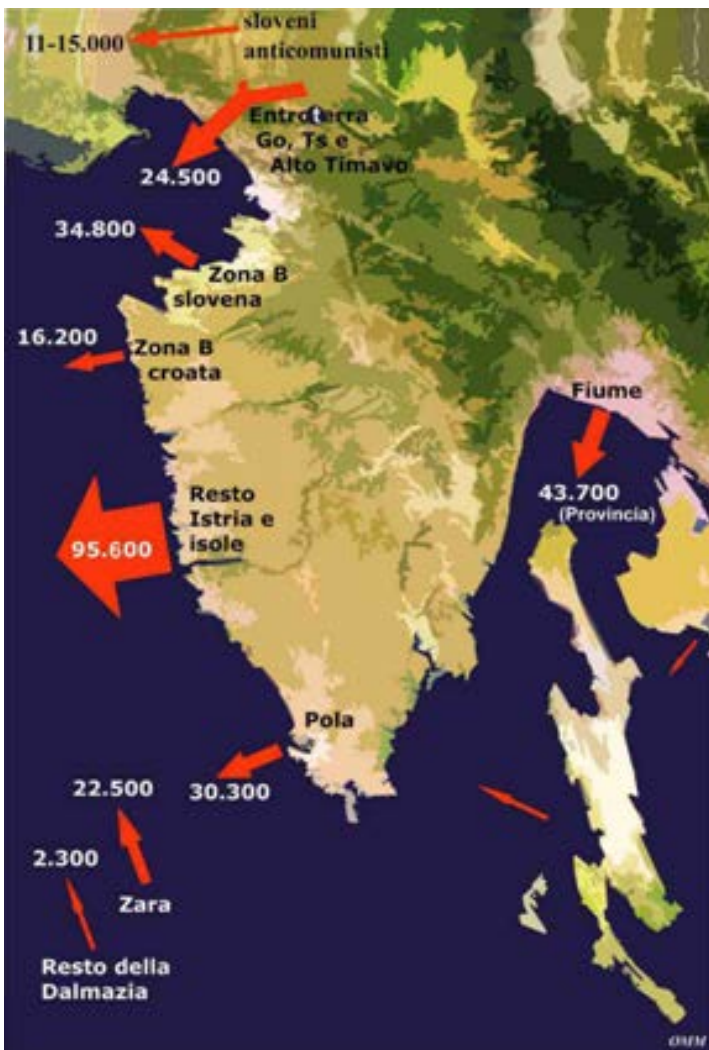 sloveni
11-15.000
anticomunisti
Entroterra
Go, Ts e
Alto Timavo
24.500
34.800
Zona B
slovena
16.200
Zona B
croata
Fiume
43.700
(Provincia)
Resto
Istria e
isole
95.600
Pola
30.300
22.500
2.300
Zara
Resto della
Dalmazia